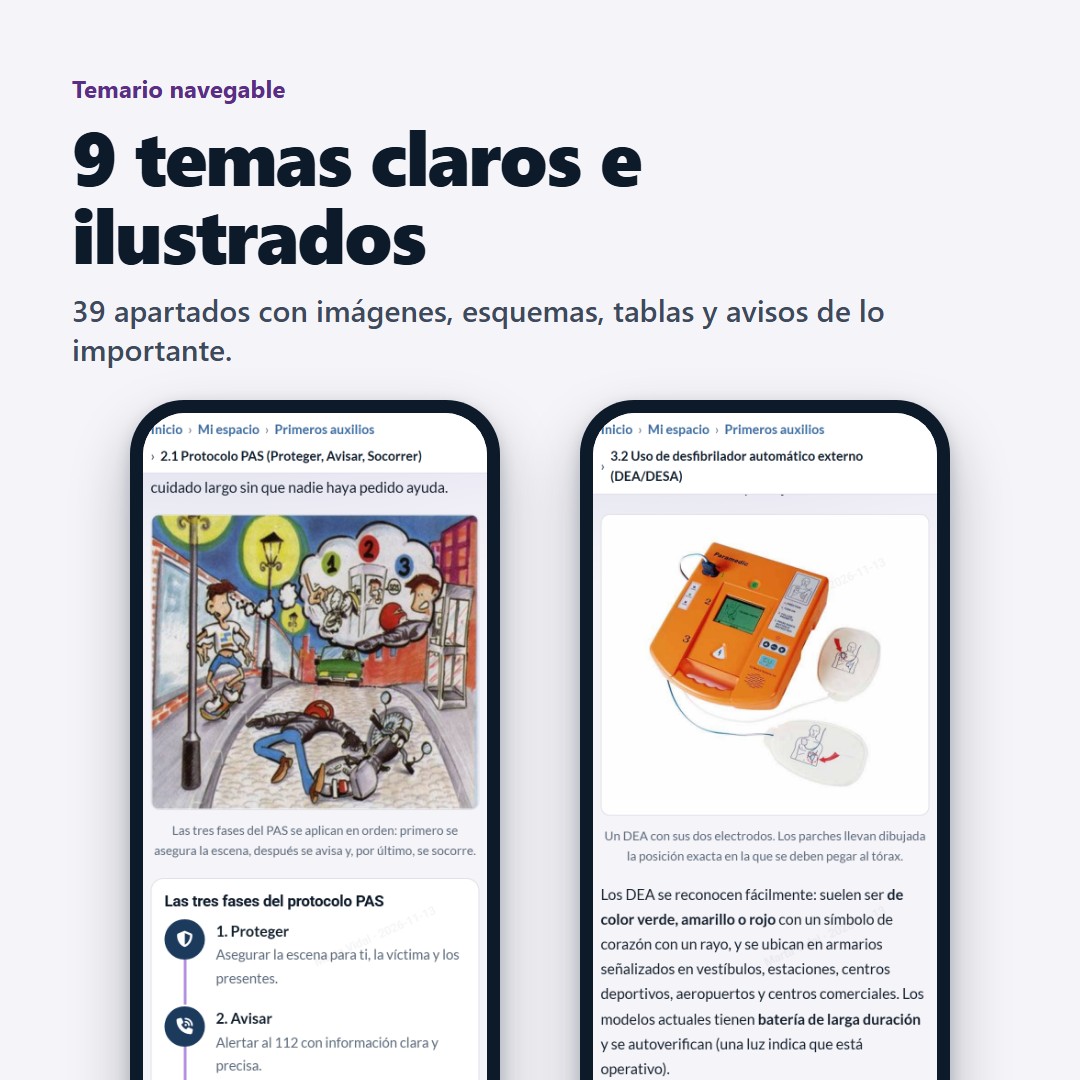 Temario navegable
9 temas claros e
ilustrados
39 apartados con imágenes, esquemas, tablas y avisos de lo
importante.
Inicio › Mi espacio › Primeros auxilios
› 2.1 Protocolo PAS (Proteger, Avisar, Socorrer)
cuidado largo sin que nadie haya pedido ayuda.
1
2
3
Las tres fases del PAS se aplican en orden: primero se
asegura la escena, después se avisa y, por último, se socorre.
Las tres fases del protocolo PAS
1. Proteger
Asegurar la escena para ti, la víctima y los
presentes.
2. Avisar
Alertar al 112 con información clara y
precisa.
Inicio › Mi espacio › Primeros auxilios
› 3.2 Uso de desfibrilador automático externo
(DEA/DESA)
Paramedic
2
3
Un DEA con sus dos electrodos. Los parches llevan dibujada
la posición exacta en la que se deben pegar al tórax.
Los DEA se reconocen fácilmente: suelen ser de
color verde, amarillo o rojo con un símbolo de
corazón con un rayo, y se ubican en armarios
señalizados en vestíbulos, estaciones, centros
deportivos, aeropuertos y centros comerciales. Los
modelos actuales tienen batería de larga duración
y se autoverifican (una luz indica que está
operativo).